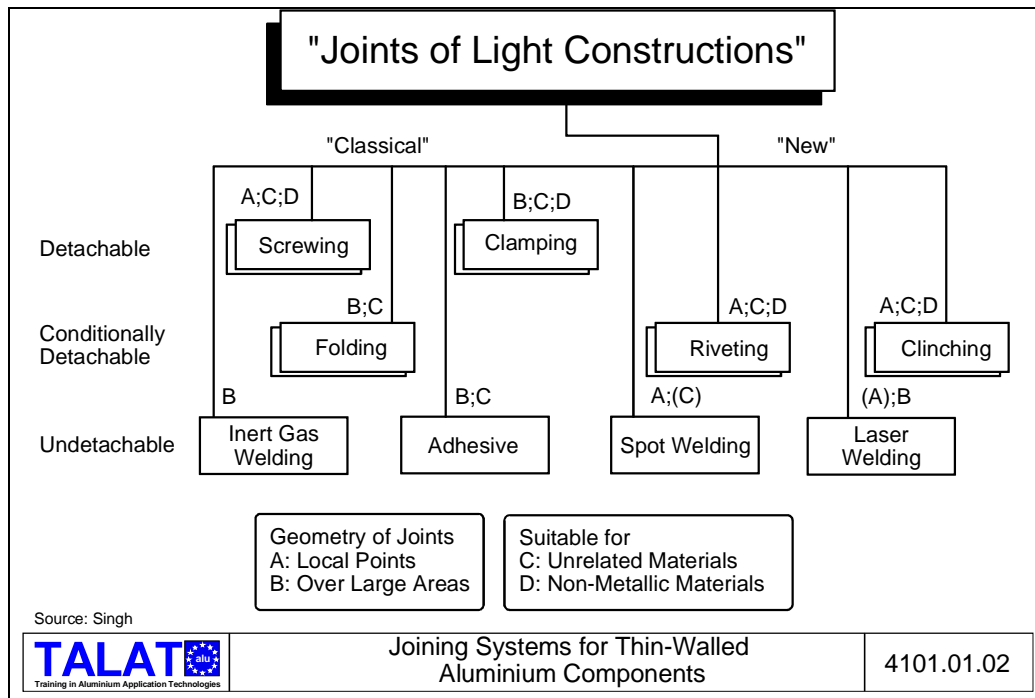 "Joints of Light Constructions"
"Classical"
"New"
A;C;D
B;C;D
Detachable
Screwing
Clamping
B;C
A;C;D
A;C;D
Conditionally
Detachable
Folding
Riveting
Clinching
B
B;C
A;(C)
(A);B
Undetachable
Inert Gas
Welding
Adhesive
Spot Welding
Laser
Welding
Geometry of Joints
A: Local Points
B: Over Large Areas
Suitable for
C: Unrelated Materials
D: Non-Metallic Materials
Source: Singh
TALAT
alu
Training in Aluminium Application Technologies
Joining Systems for Thin-Walled
Aluminium Components
4101.01.02